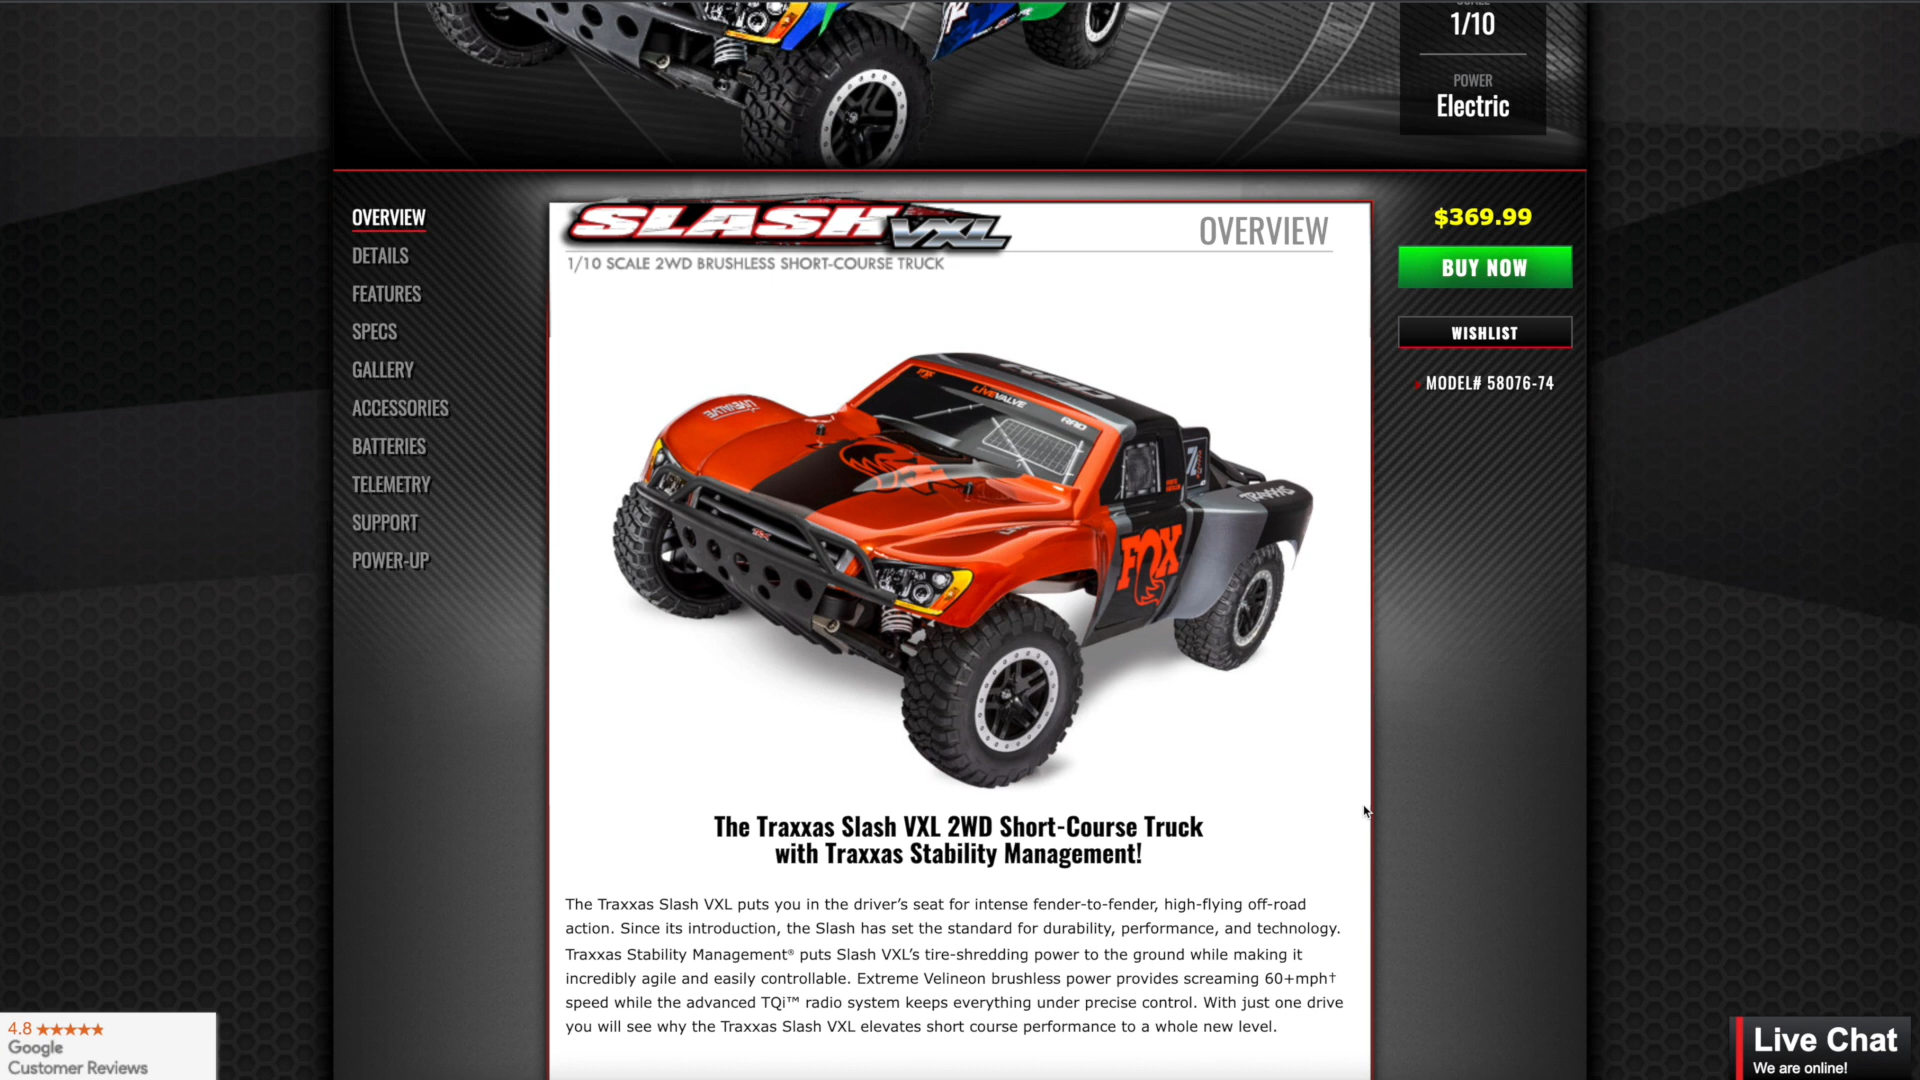 1/10
POWER
Electric
OVERVIEW
DETAILS
FEATURES
SPECS
GALLERY
ACCESSORIES
BATTERIES
TELEMETRY
SUPPORT
POWER-UP
SLASH VXL
OVERVIEW
1/10 SCALE 2WD BRUSHLESS SHORT-COURSE TRUCK
$369.99
BUY NOW
WISHLIST
MODEL# 58076-74
LIVEVALVE
LIVEVALVE
RAD
FOX
TRAXXAS
The Traxxas Slash VXL 2WD Short-Course Truck
with Traxxas Stability Management!
The Traxxas Slash VXL puts you in the driver’s seat for intense fender-to-fender, high-flying off-road
action. Since its introduction, the Slash has set the standard for durability, performance, and technology.
Traxxas Stability Management® puts Slash VXL’s tire-shredding power to the ground while making it
incredibly agile and easily controllable. Extreme Velineon brushless power provides screaming 60+mph†
speed while the advanced TQi™ radio system keeps everything under precise control. With just one drive
you will see why the Traxxas Slash VXL elevates short course performance to a whole new level.
4.8 ★★★★★
Google
Customer Reviews
Live Chat
We are online!